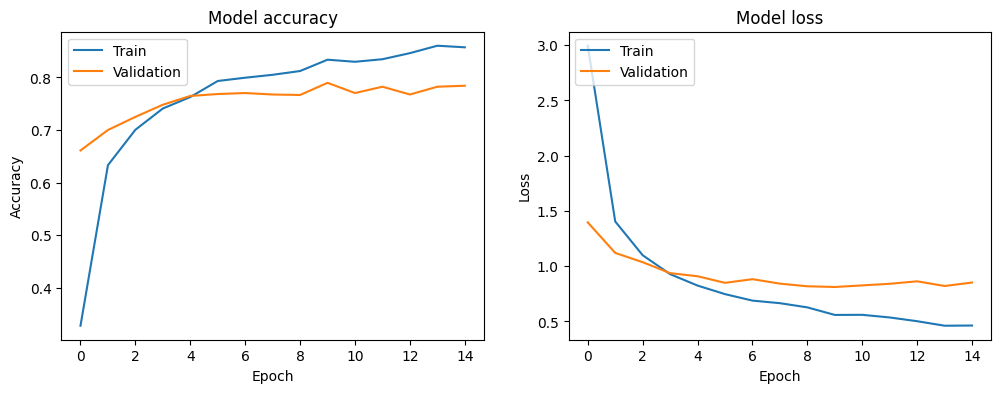 Model accuracy
Train
Validation
0.8
0.7
0.6
0.5
0.4
Accuracy
0 2 4 6 8 10 12 14
Epoch
Model loss
Train
Validation
3.0
2.5
2.0
1.5
1.0
0.5
Loss
0 2 4 6 8 10 12 14
Epoch